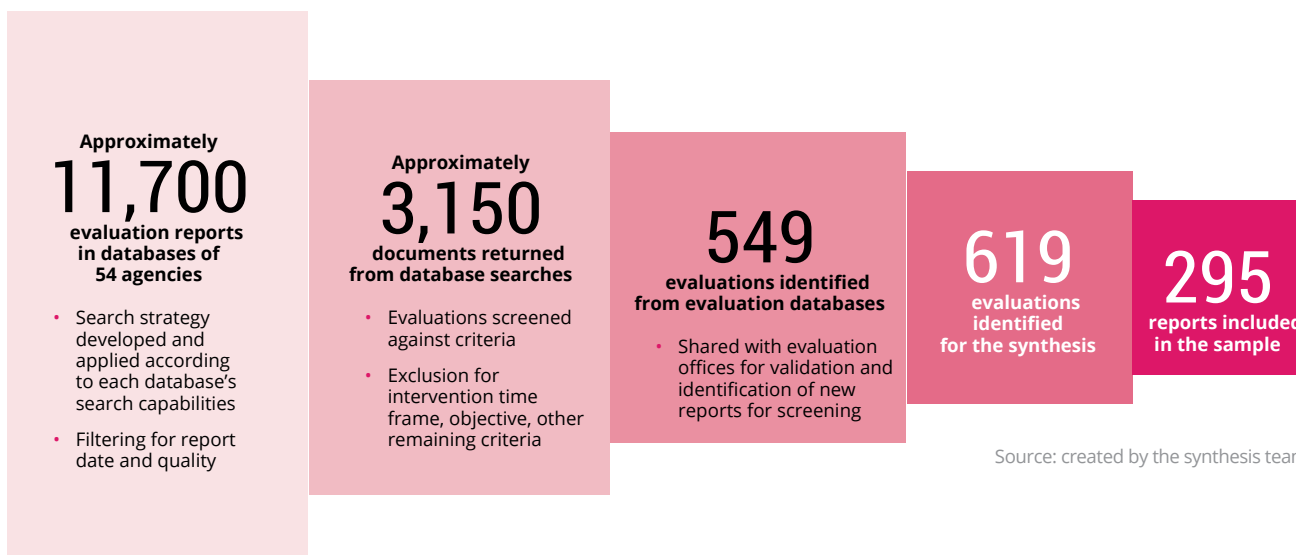 Approximately
11,700
evaluation reports
in databases of
54 agencies
• Search strategy
developed and
applied according
to each database’s
search capabilities
• Filtering for report
date and quality
Approximately
3,150
documents returned
from database searches
• Evaluations screened
against criteria
• Exclusion for
intervention time
frame, objective, other
remaining criteria
549
evaluations identified
from evaluation databases
• Shared with evaluation
offices for validation and
identification of new
reports for screening
619
evaluations
identified
for the synthesis
295
reports included
in the sample
Source: created by the synthesis team